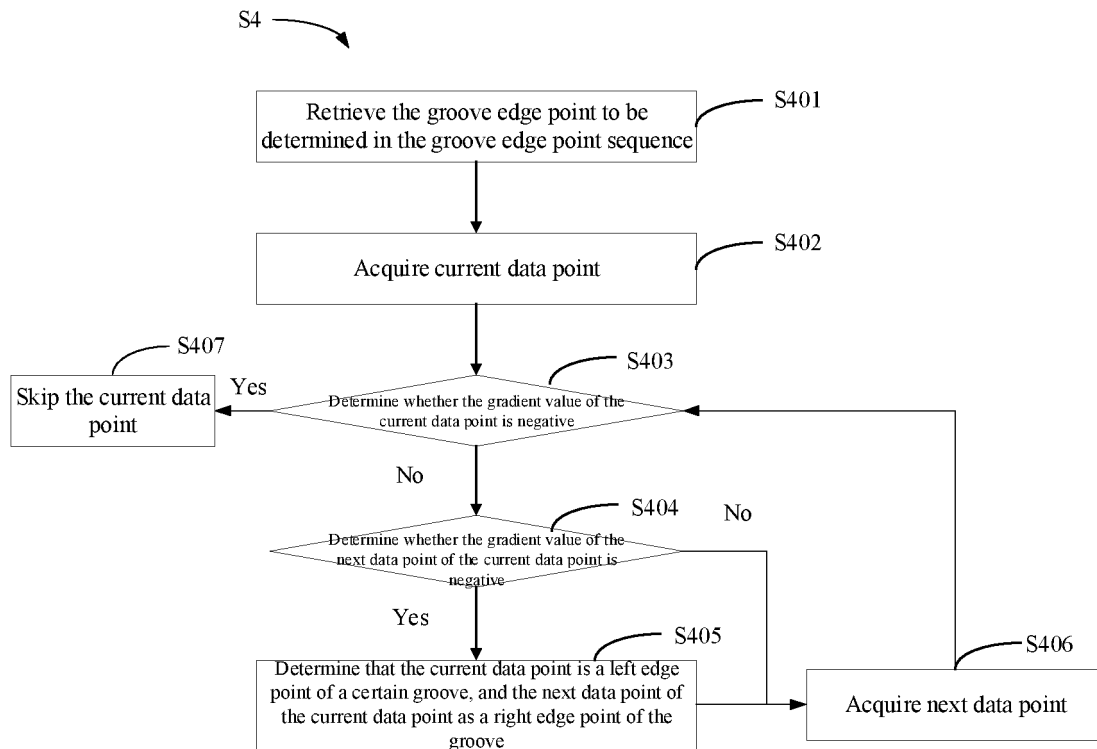 S4
S401
Retrieve the groove edge point to be
determined in the groove edge point sequence
S402
Acquire current data point
S407
Skip the current data
point
Yes
S403
Determine whether the gradient value of the
current data point is negative
No
S404
No
Determine whether the gradient value of the
next data point of the current data point is
negative
Yes
S405
Determine that the current data point is a left edge
point of a certain groove, and the next data point of
the current data point as a right edge point of the
groove
S406
Acquire next data point